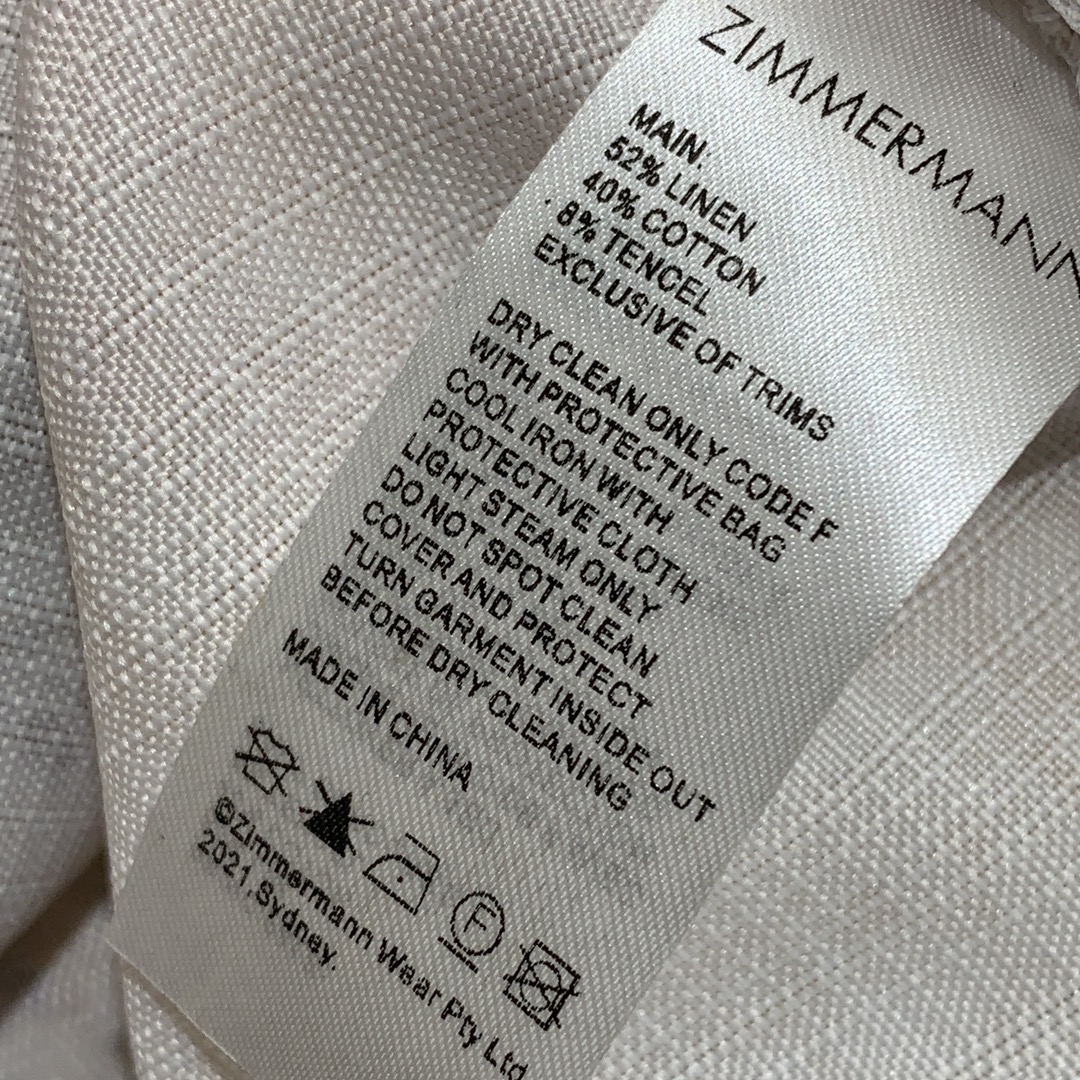 ZIMMERMANN
MAIN:
52% LINEN
40% COTTON
8% TENCEL
EXCLUSIVE OF TRIMS
DRY CLEAN ONLY CODE F
WITH PROTECTIVE BAG
COOL IRON WITH
PROTECTIVE CLOTH
LIGHT STEAM ONLY
DO NOT SPOT CLEAN
COVER AND PROTECT
TURN GARMENT INSIDE OUT
BEFORE DRY CLEANING
MADE IN CHINA
F
©Zimmermann Wear Pty Ltd
2021,Sydney.